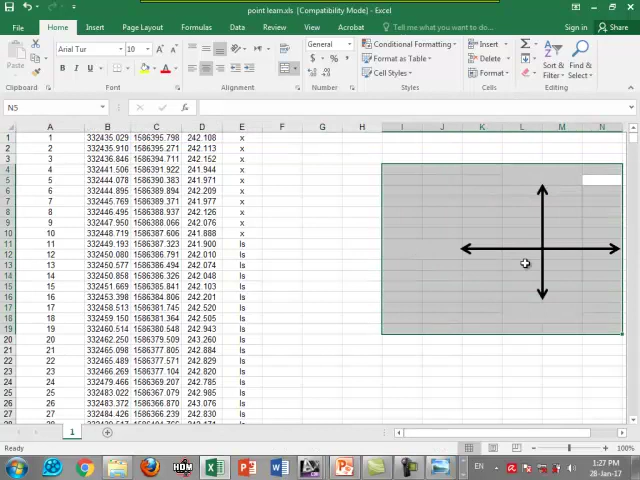 point learn.xls [Compatibility Mode] - Excel
File Home Insert Page Layout Formulas Data Review View Tell me what you want to do... Sign in Share
Paste Arial Tur 10 General Conditional Formatting Insert
Format as Table Delete Sort & Find &
B I U Cell Styles Format Filter Select
Clipboard Font Alignment Number Styles Cells Editing
N5 fx
A B C D E F G H I J K L M N
1 1 332435.029 1586395.798 242.108 x
2 2 332435.910 1586395.271 242.113 x
3 3 332436.846 1586394.711 242.152 x
4 4 332441.506 1586391.922 241.944 x
5 5 332444.078 1586390.383 241.971 x
6 6 332444.895 1586389.894 242.209 x
7 7 332445.769 1586389.371 241.977 x
8 8 332446.495 1586388.937 242.126 x
9 9 332449.950 1586388.066 242.076 x
10 10 332448.719 1586387.606 241.888 x
11 11 332449.193 1586387.323 241.900 ls
12 12 332450.080 1586386.791 242.094 ls
13 13 332450.577 1586386.494 242.074 ls
14 14 332450.858 1586386.326 242.048 ls
15 15 332451.669 1586385.841 242.103 ls
16 16 332453.398 1586384.806 242.201 ls
17 17 332458.513 1586381.745 242.520 ls
18 18 332459.150 1586381.364 242.505 ls
19 19 332460.514 1586380.548 242.943 ls
20 20 332462.250 1586379.509 243.260 ls
21 21 332465.098 1586377.805 242.884 ls
22 22 332465.489 1586377.571 242.829 ls
23 23 332466.271 1586377.104 242.820 ls
24 24 332479.466 1586369.210 242.785 ls
25 25 332483.022 1586367.079 242.985 ls
26 26 332483.372 1586366.870 243.056 ls
27 27 332484.426 1586366.239 242.830 ls
1
Ready 100%
EN 1:27 PM
28-Jan-17